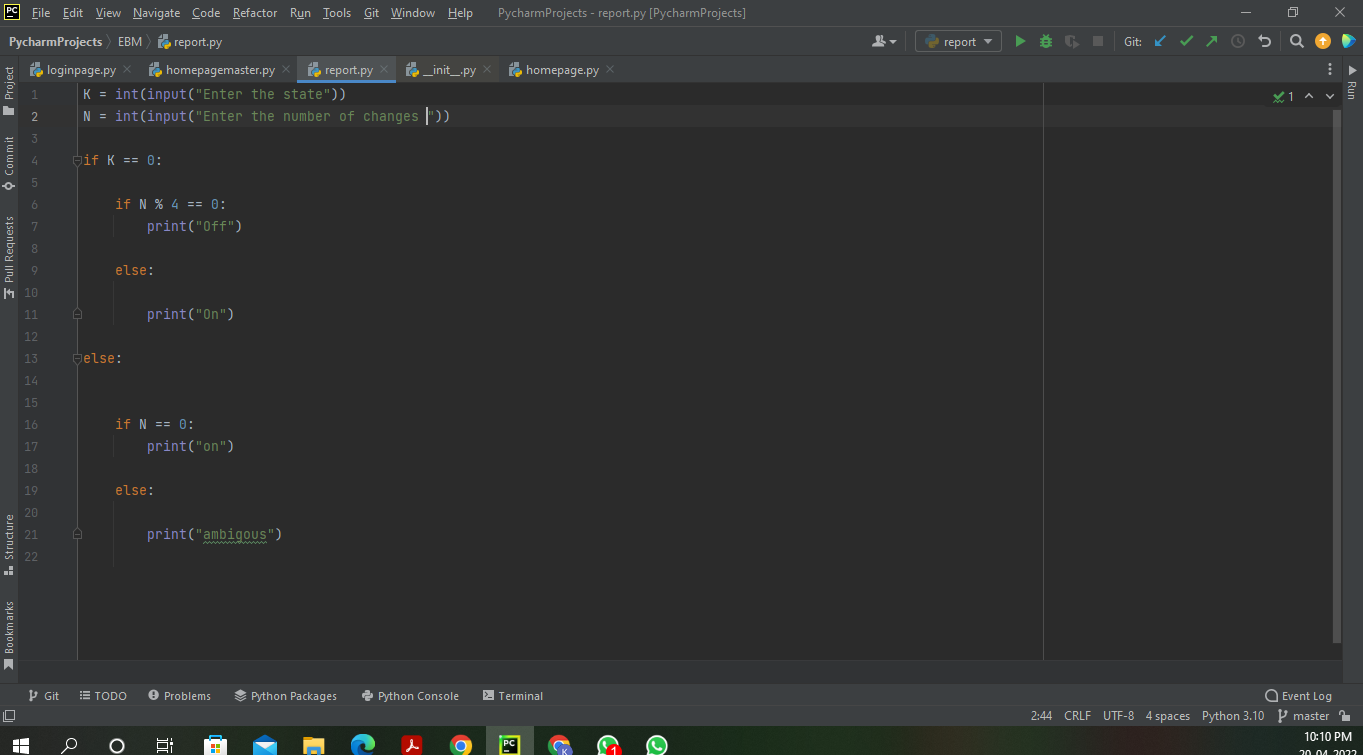 PC File Edit View Navigate Code Refactor Run Tools Git Window Help PycharmProjects - report.py [PycharmProjects]
PycharmProjects EBM report.py report Git:
loginpage.py homepagemaster.py report.py __init__.py homepage.py
Project
Commit
Pull Requests
Structure
Bookmarks
Run
1 K = int(input("Enter the state")) 1
2 N = int(input("Enter the number of changes "))
3
4 if K == 0:
5
6 if N % 4 == 0:
7 print("Off")
8
9 else:
10
11 print("On")
12
13 else:
14
15
16 if N == 0:
17 print("on")
18
19 else:
20
21 print("ambigous")
22
Git TODO Problems Python Packages Python Console Terminal Event Log
2:44 CRLF UTF-8 4 spaces Python 3.10 master
PC K 1 10:10 PM
20-04-2022